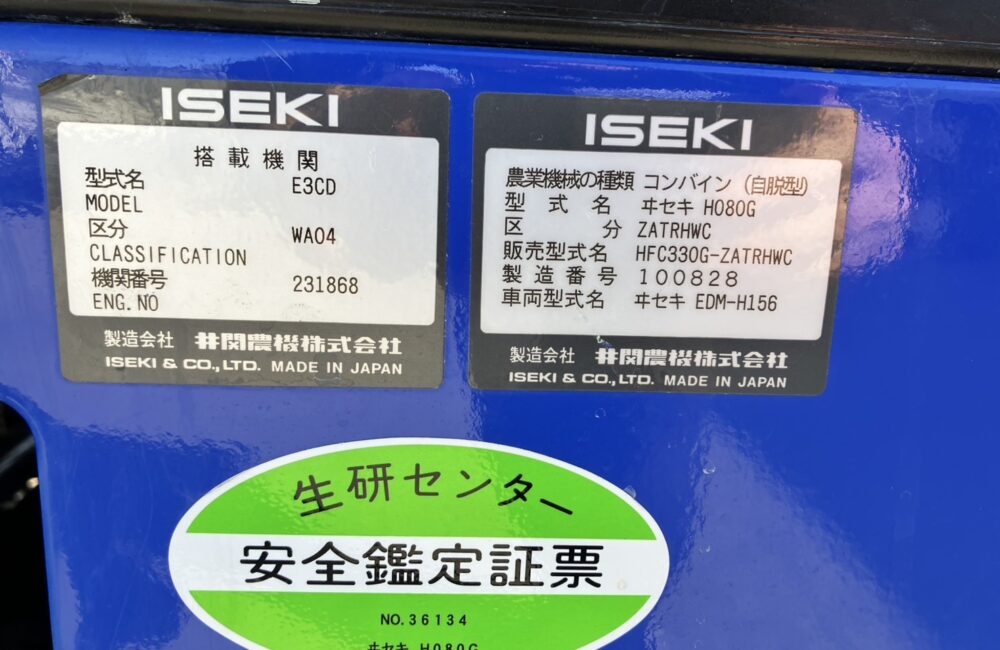 ISEKI
搭載機関
型式名 E3CD
MODEL
区分 WA04
CLASSIFICATION
機関番号 231868
ENG.NO
製造会社 井関農機株式会社
ISEKI & CO.,LTD. MADE IN JAPAN
ISEKI
農業機械の種類 コンバイン (自脱型)
型式名 ヰセキ HO80G
区分 ZATRHWC
販売型式名 HFC330G-ZATRHWC
製造番号 100828
車両型式名 ヰセキ EDM-H156
製造会社 井関農機株式会社
ISEKI & CO.,LTD. MADE IN JAPAN
生研センター
安全鑑定証票
NO.36134
ヰセキ HO80G